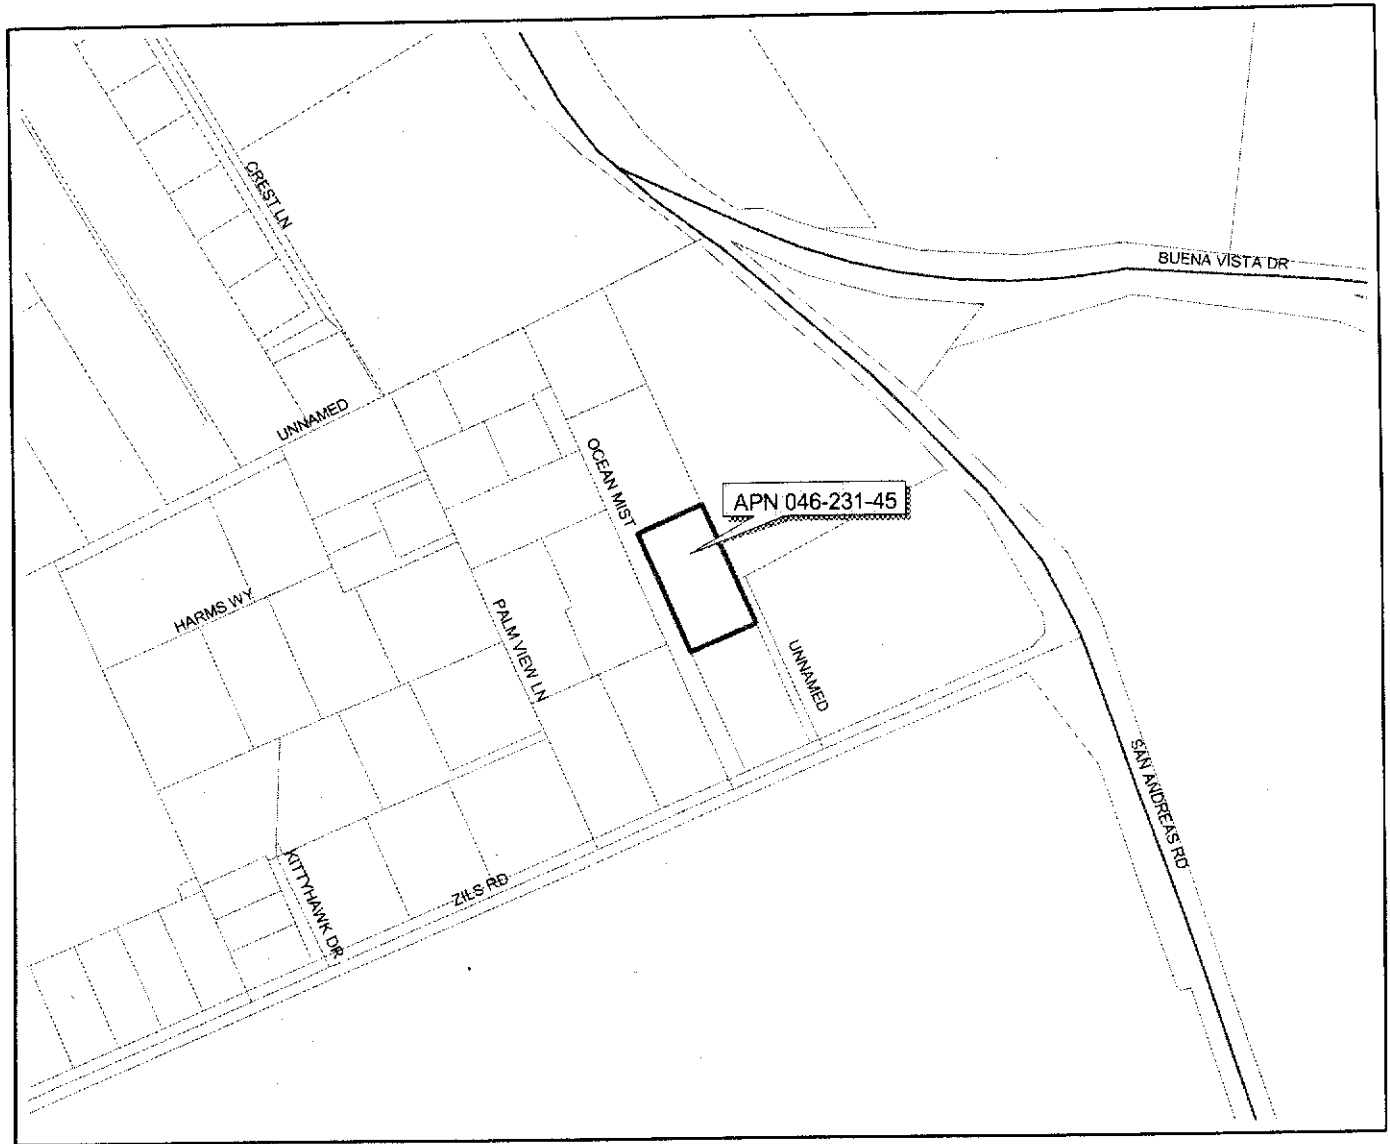 CREST LN
BUENA VISTA DR
UNNAMED
OCEAN MIST
APN 046-231-45
HARMS WY
PALM VIEW LN
UNNAMED
SAN ANDREAS RD
KITTYHAWK DR
ZILS RD